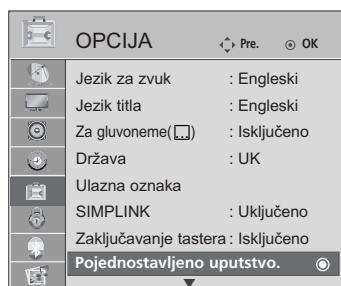 OPCIJA Pre. OK
Jezik za zvuk : Engleski
Jezik titla : Engleski
Za gluvoneme(...) : Isključeno
Država : UK
Ulazna oznaka
SIMPLINK : Uključeno
Zaključavanje tastera : Isključeno
Pojednostavljeno uputstvo.